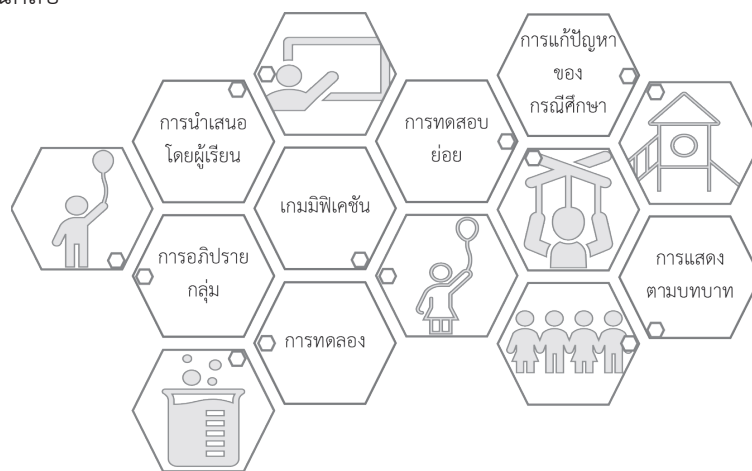 การแก้ปัญหา
ของ
กรณีศึกษา
การนำเสนอ
โดยผู้เรียน
การทดสอบ
ย่อย
เกมมิฟิเคชัน
การอภิปราย
กลุ่ม
การแสดง
ตามบทบาท
การทดลอง